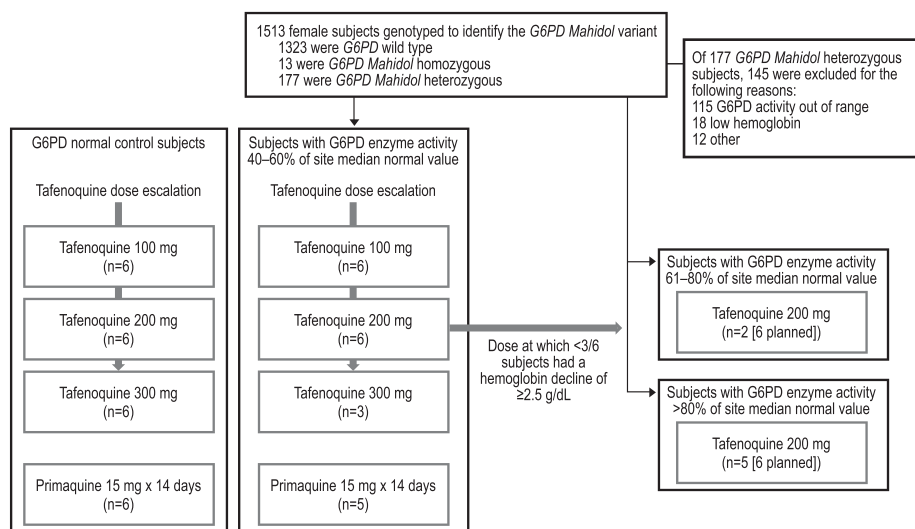 1513 female subjects genotyped to identify the G6PD Mahidol variant
1323 were G6PD wild type
13 were G6PD Mahidol homozygous
177 were G6PD Mahidol heterozygous
Of 177 G6PD Mahidol heterozygous
subjects, 145 were excluded for the
following reasons:
115 G6PD activity out of range
18 low hemoglobin
12 other
G6PD normal control subjects
Tafenoquine dose escalation
Tafenoquine 100 mg
(n=6)
Tafenoquine 200 mg
(n=6)
Tafenoquine 300 mg
(n=6)
Primaquine 15 mg x 14 days
(n=6)
Subjects with G6PD enzyme activity
40–60% of site median normal value
Tafenoquine dose escalation
Tafenoquine 100 mg
(n=6)
Tafenoquine 200 mg
(n=6)
Tafenoquine 300 mg
(n=3)
Primaquine 15 mg x 14 days
(n=5)
Dose at which <3/6
subjects had a
hemoglobin decline of
≥2.5 g/dL
Subjects with G6PD enzyme activity
61–80% of site median normal value
Tafenoquine 200 mg
(n=2 [6 planned])
Subjects with G6PD enzyme activity
>80% of site median normal value
Tafenoquine 200 mg
(n=5 [6 planned])